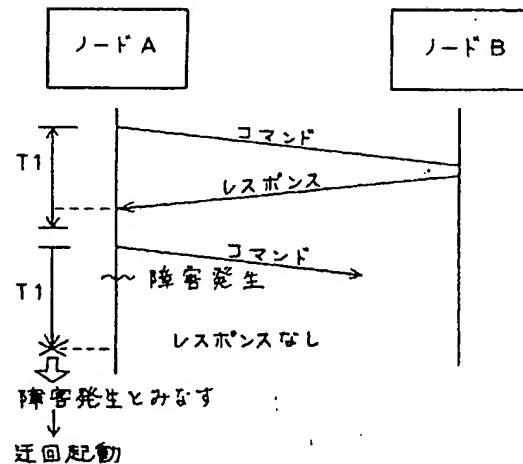 ノードA
ノードB
コマンド
T1
レスポンス
コマンド
障害発生
T1
レスポンスなし
障害発生とみなす
迂回起動